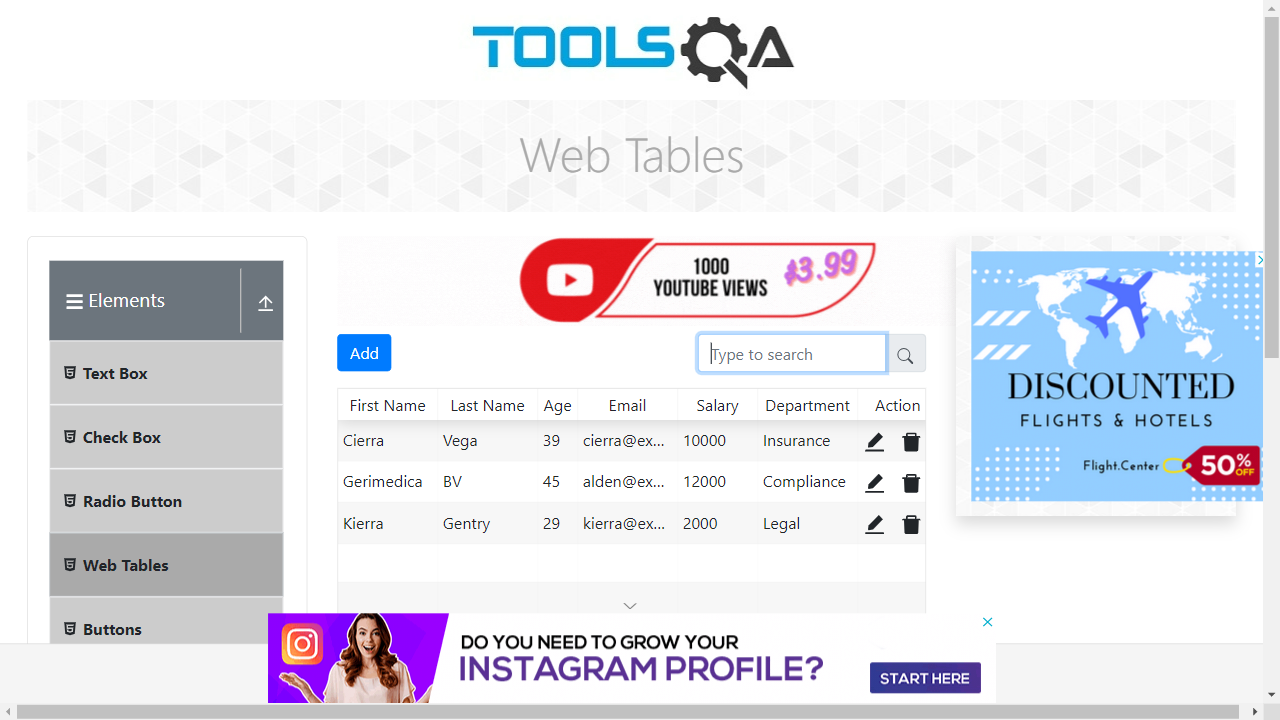 TOOLSQA
Web Tables
Elements
Text Box
Check Box
Radio Button
Web Tables
Buttons
1000
YOUTUBE VIEWS
$3.99
Add
Type to search
First Name Last Name Age Email Salary Department Action
Cierra Vega 39 cierra@ex... 10000 Insurance
Gerimedica BV 45 alden@ex... 12000 Compliance
Kierra Gentry 29 kierra@ex... 2000 Legal
DISCOUNTED
FLIGHTS & HOTELS
Flight.Center
50% OFF
DO YOU NEED TO GROW YOUR
INSTAGRAM PROFILE?
START HERE